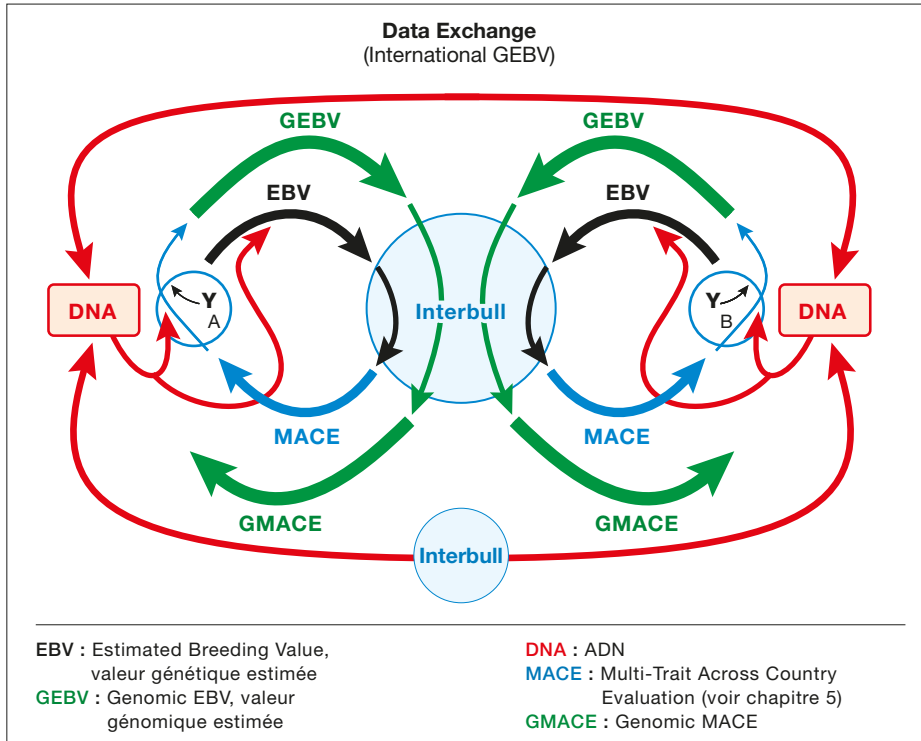 Data Exchange
(International GEBV)
GEBV
GEBV
EBV
EBV
DNA
Y
A
Interbull
Y
B
DNA
MACE
MACE
GMACE
GMACE
Interbull
EBV : Estimated Breeding Value,
valeur génétique estimée
GEBV : Genomic EBV, valeur
génomique estimée
DNA : ADN
MACE : Multi-Trait Across Country
Evaluation (voir chapitre 5)
GMACE : Genomic MACE